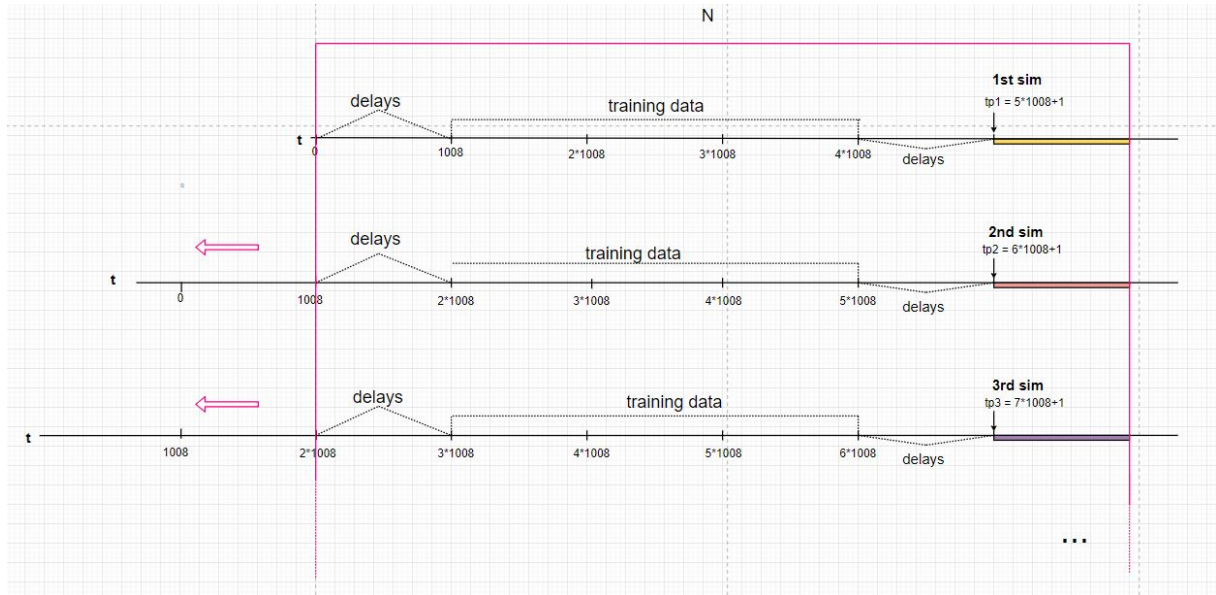 N
1st sim
tp1 = 5*1008+1
delays
training data
t
0
1008
2*1008
3*1008
4*1008
delays
2nd sim
tp2 = 6*1008+1
delays
training data
t
0
1008
2*1008
3*1008
4*1008
5*1008
delays
3rd sim
tp3 = 7*1008+1
delays
training data
t
1008
2*1008
3*1008
4*1008
5*1008
6*1008
delays
...